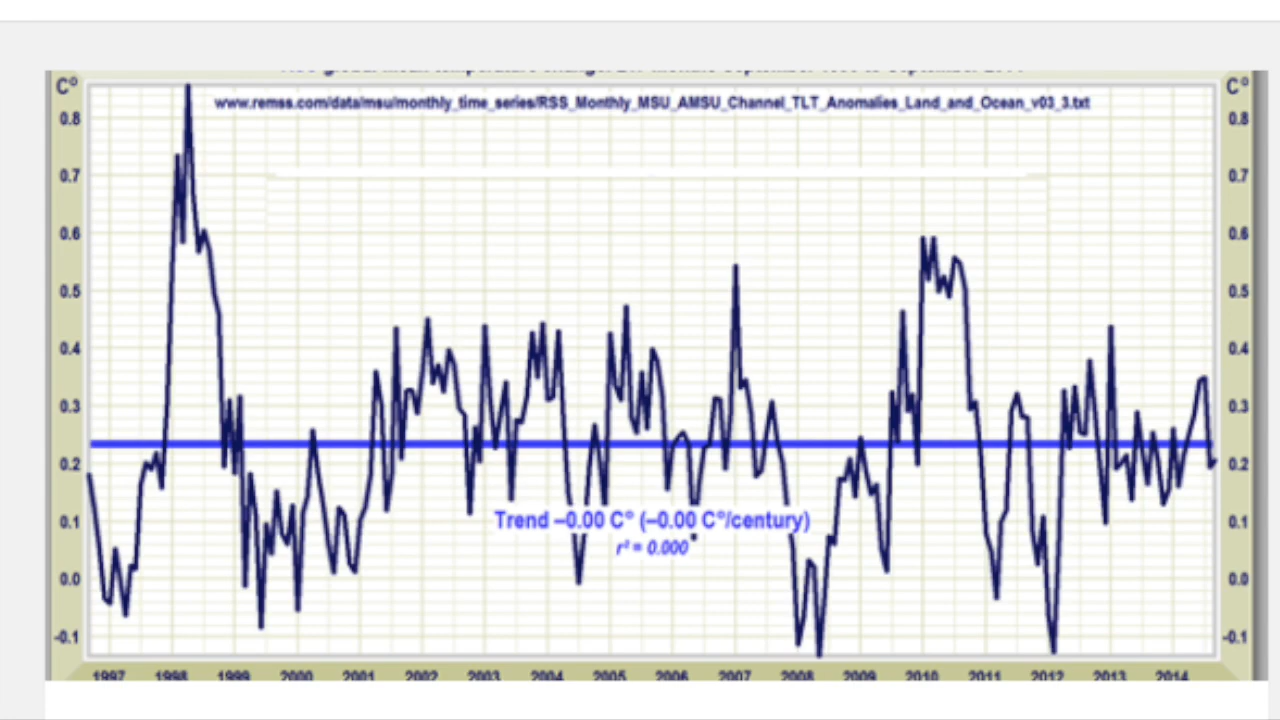 C° C°
www.remss.com/data/msu/monthly_time_series/RSS_Monthly_MSU_AMSU_Channel_TLT_Anomalies_Land_and_Ocean_v03_3.txt
0.8 0.8
0.7 0.7
0.6 0.6
0.5 0.5
0.4 0.4
0.3 0.3
0.2 0.2
0.1 Trend –0.00 C° (–0.00 C°/century) 0.1
r² = 0.000
0.0 0.0
-0.1 -0.1
1997 1998 1999 2000 2001 2002 2003 2004 2005 2006 2007 2008 2009 2010 2011 2012 2013 2014